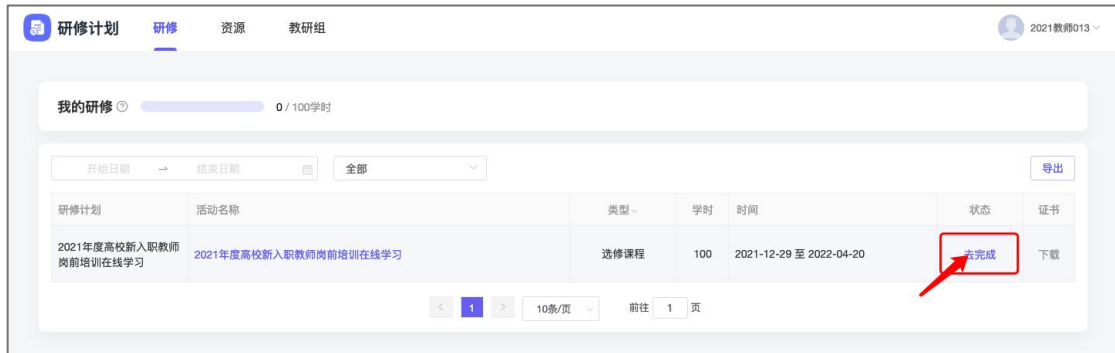 研修计划 研修 资源 教研组 2021教师013
我的研修 ? 0 / 100学时
开始日期 → 结束日期 全部 导出
研修计划 活动名称 类型 学时 时间 状态 证书
2021年度高校新入职教师
岗前培训在线学习 2021年度高校新入职教师岗前培训在线学习 选修课程 100 2021-12-29 至 2022-04-20 去完成 下载
< 1 > 10条/页 前往 1 页